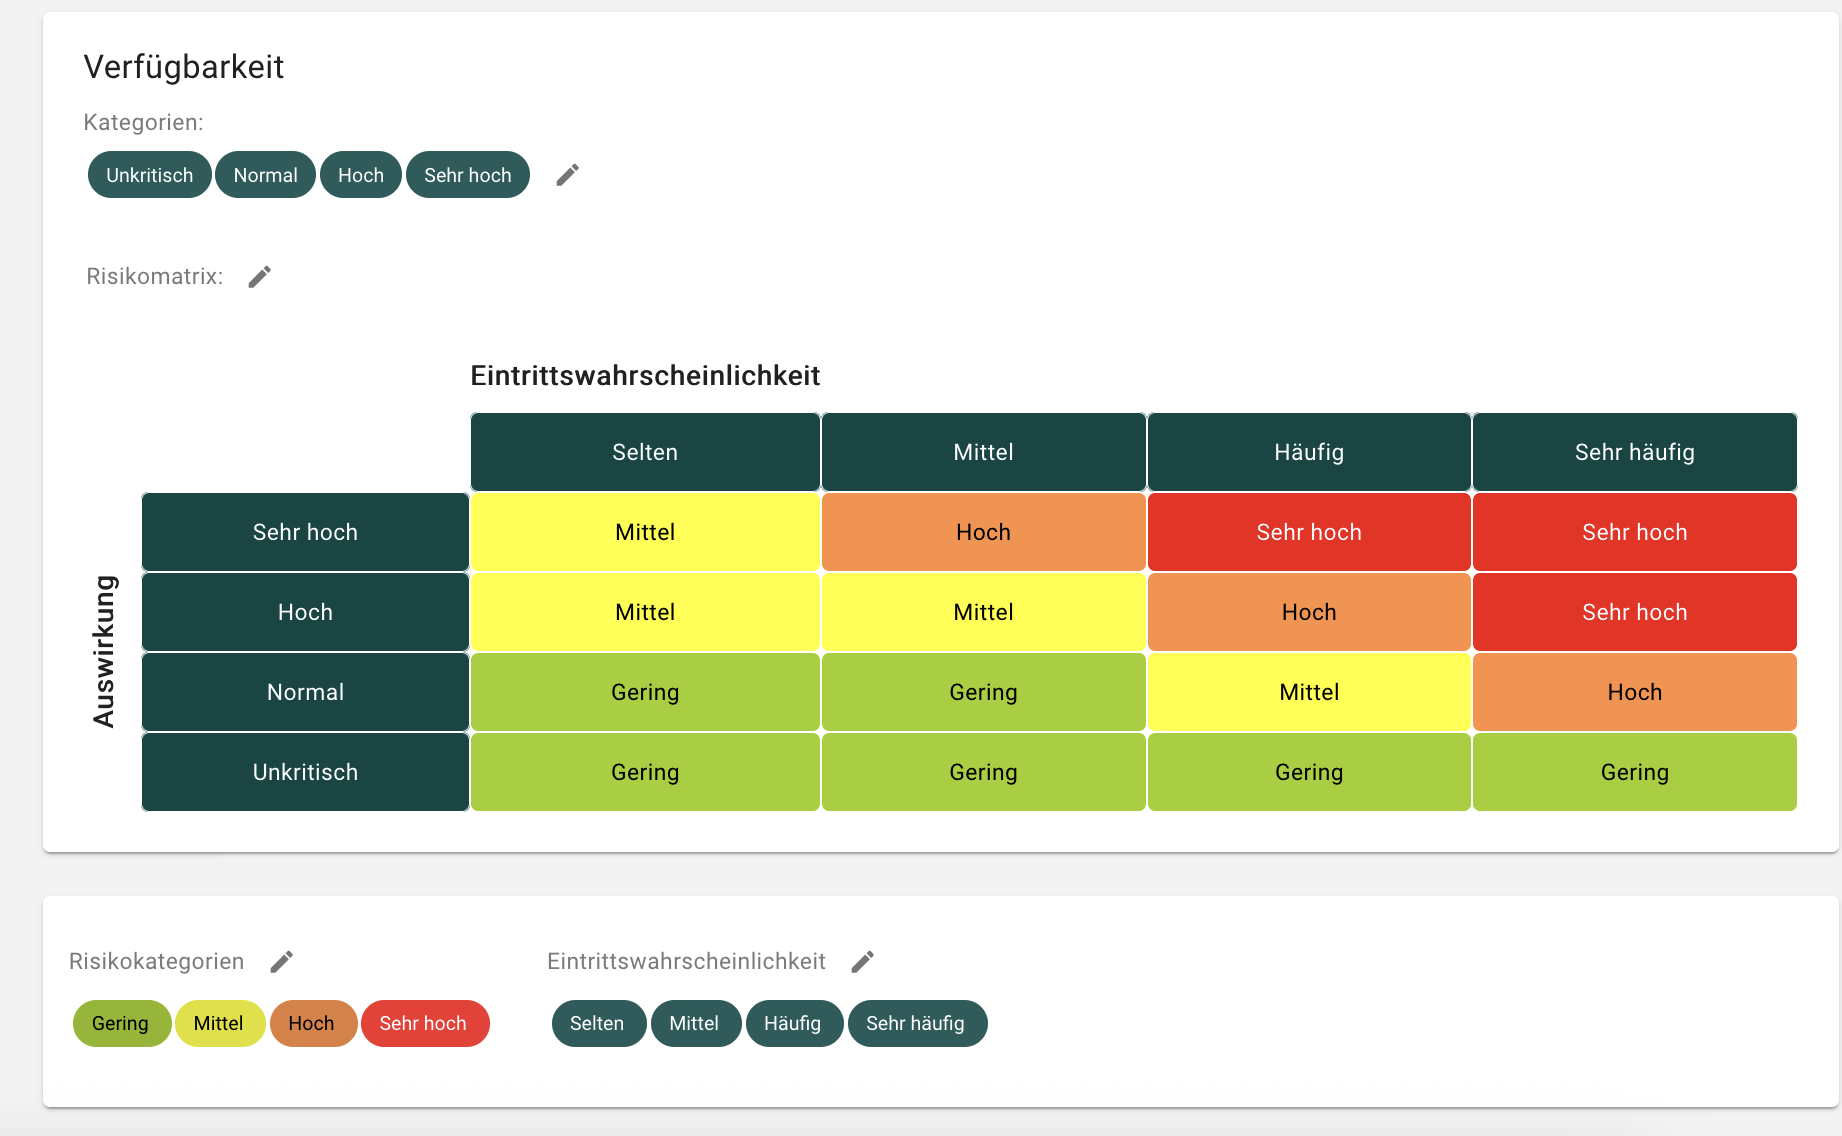 Verfügbarkeit
Kategorien:
Unkritisch Normal Hoch Sehr hoch
Risikomatrix:
Eintrittswahrscheinlichkeit
Selten Mittel Häufig Sehr häufig
Auswirkung
Sehr hoch Mittel Hoch Sehr hoch Sehr hoch
Hoch Mittel Mittel Hoch Sehr hoch
Normal Gering Gering Mittel Hoch
Unkritisch Gering Gering Gering Gering
Risikokategorien Eintrittswahrscheinlichkeit
Gering Mittel Hoch Sehr hoch Selten Mittel Häufig Sehr häufig